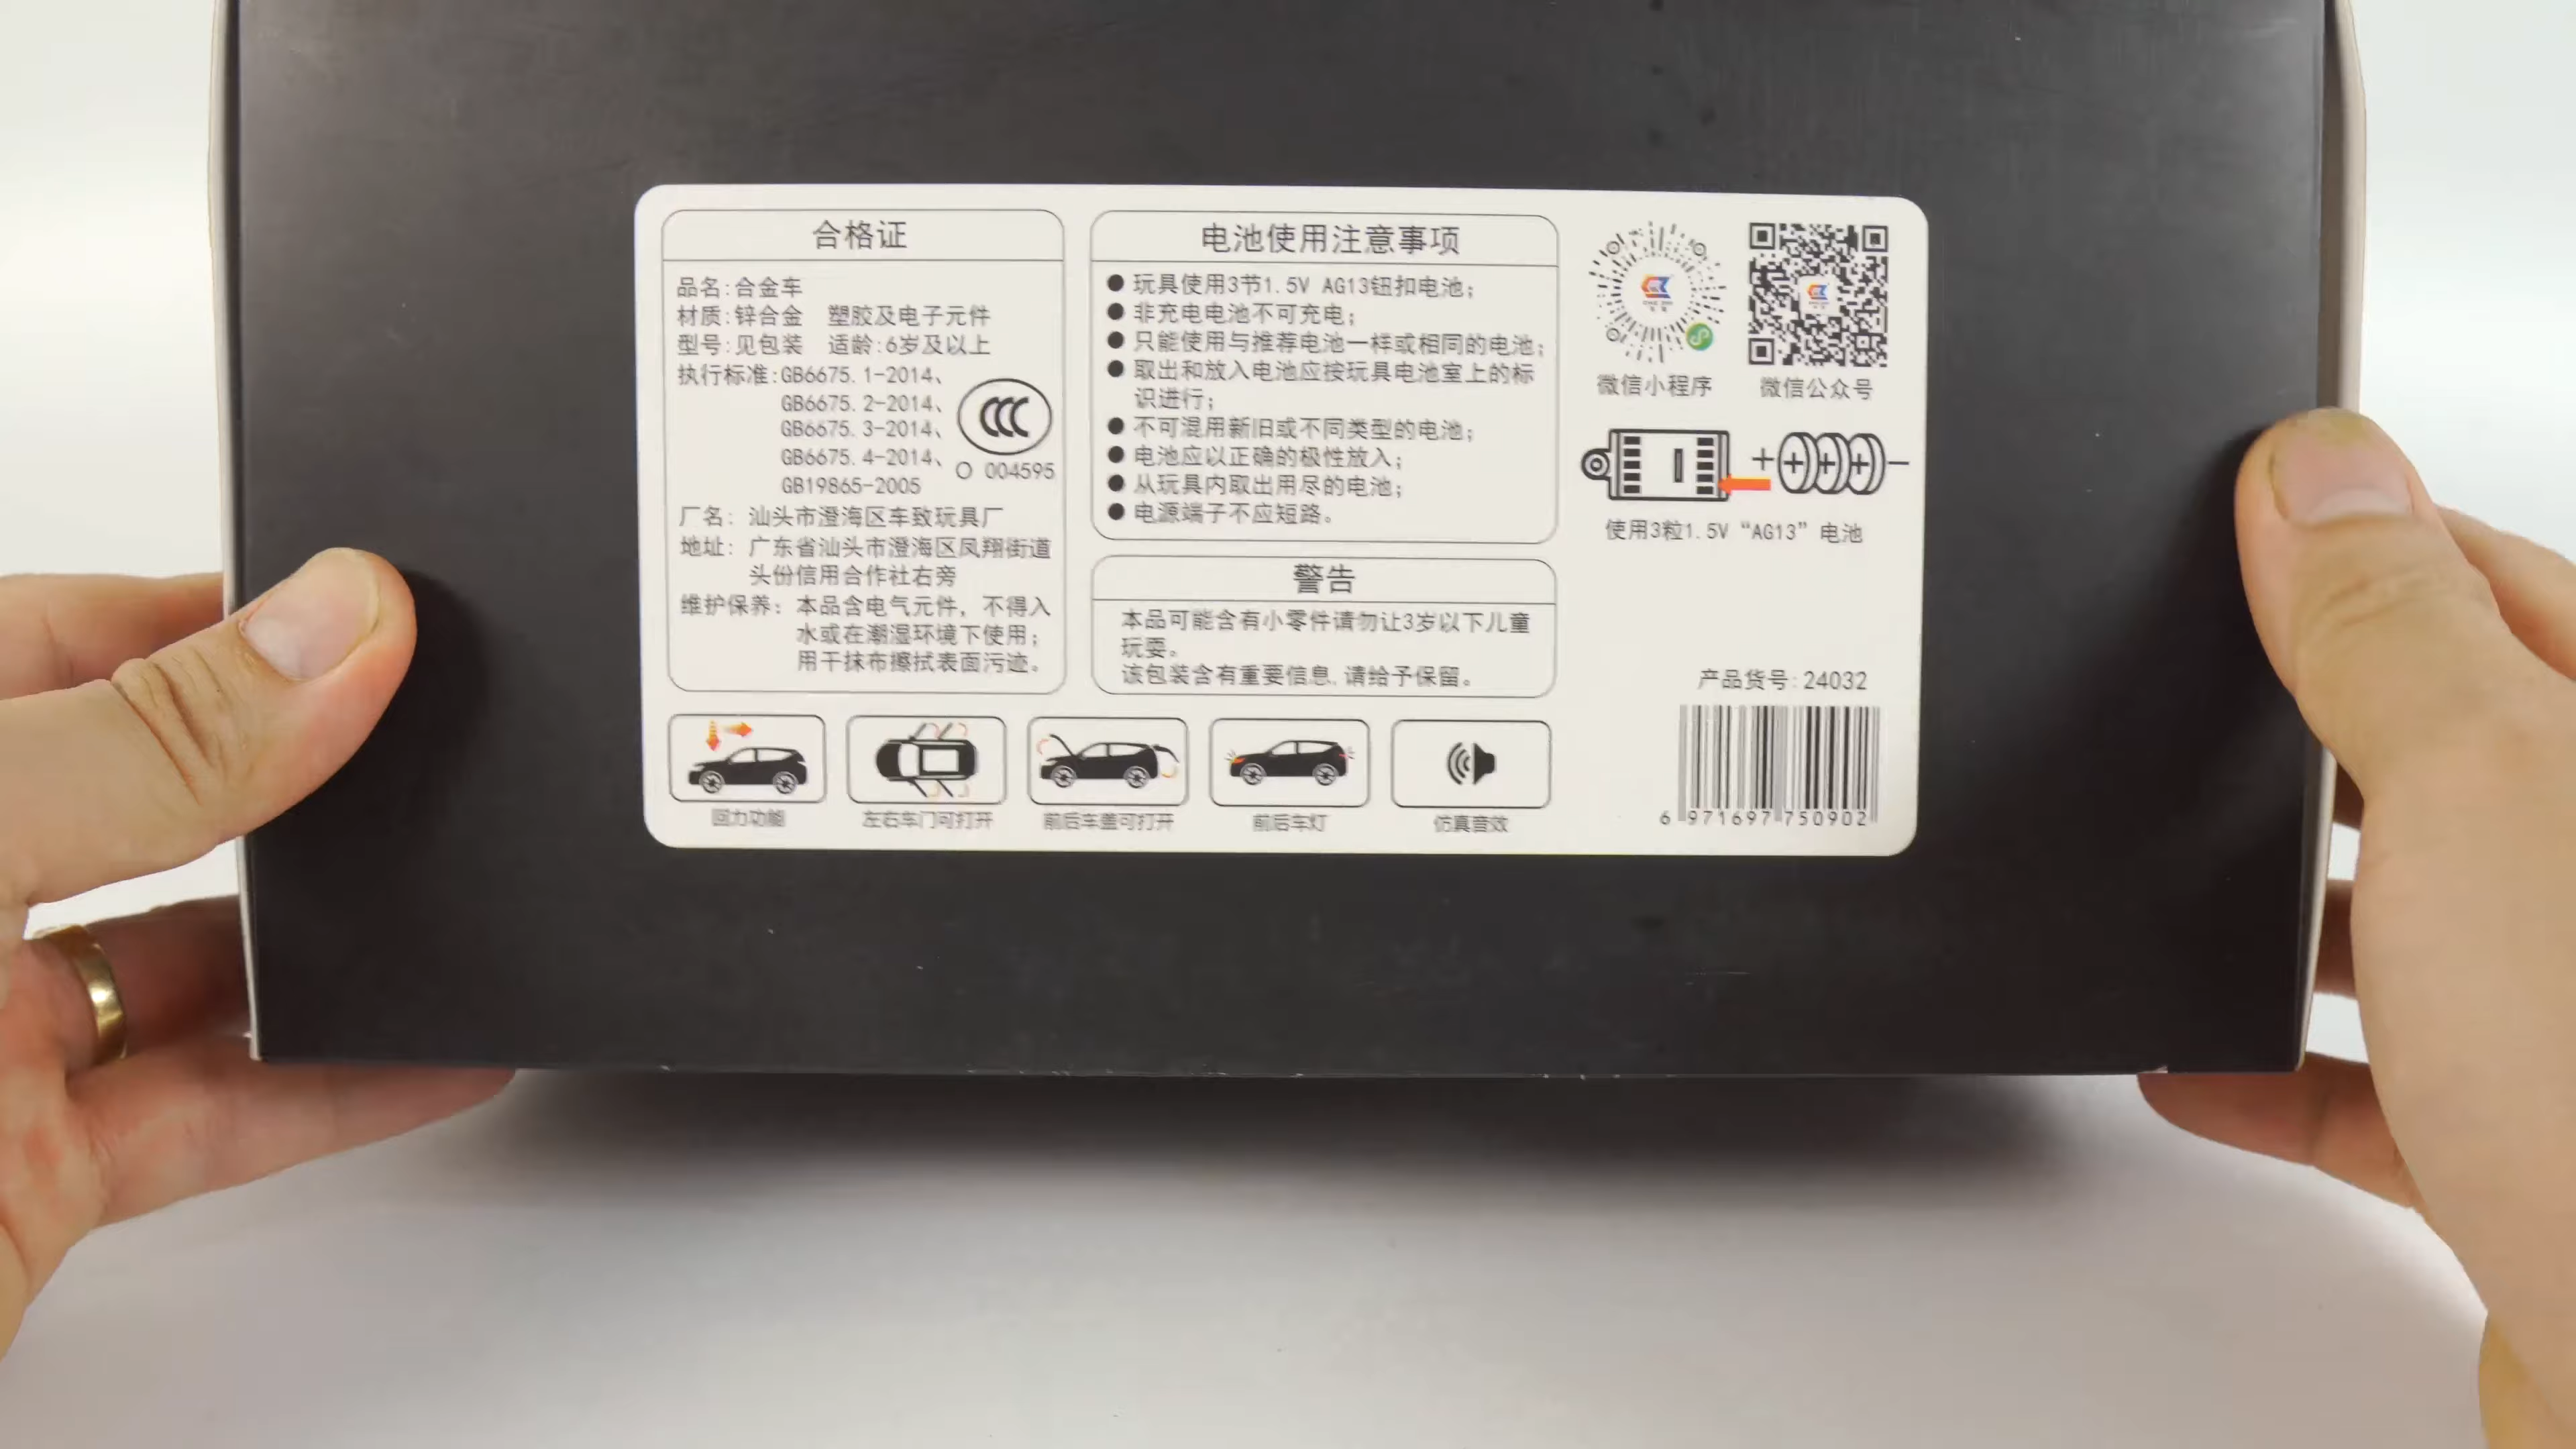 合格证
品名:合金车
材质:锌合金 塑胶及电子元件
型号:见包装 适龄:6岁及以上
执行标准:GB6675.1-2014、
GB6675.2-2014、
GB6675.3-2014、
GB6675.4-2014、
GB19865-2005
CCC
O 004595
厂名: 汕头市澄海区车致玩具厂
地址: 广东省汕头市澄海区凤翔街道
头份信用合作社右旁
维护保养: 本品含电气元件, 不得入
水或在潮湿环境下使用;
用干抹布擦拭表面污迹。
电池使用注意事项
● 玩具使用3节1.5V AG13钮扣电池;
● 非充电电池不可充电;
● 只能使用与推荐电池一样或相同的电池;
● 取出和放入电池应按玩具电池室上的标
识进行;
● 不可混用新旧或不同类型的电池;
● 电池应以正确的极性放入;
● 从玩具内取出用尽的电池;
● 电源端子不应短路。
警告
本品可能含有小零件请勿让3岁以下儿童
玩耍。
该包装含有重要信息,请给予保留。
微信小程序
微信公众号
使用3粒1.5V“AG13”电池
产品货号:24032
6 971697 750902
回力功能
左右车门可打开
前后车盖可打开
前后车灯
仿真音效